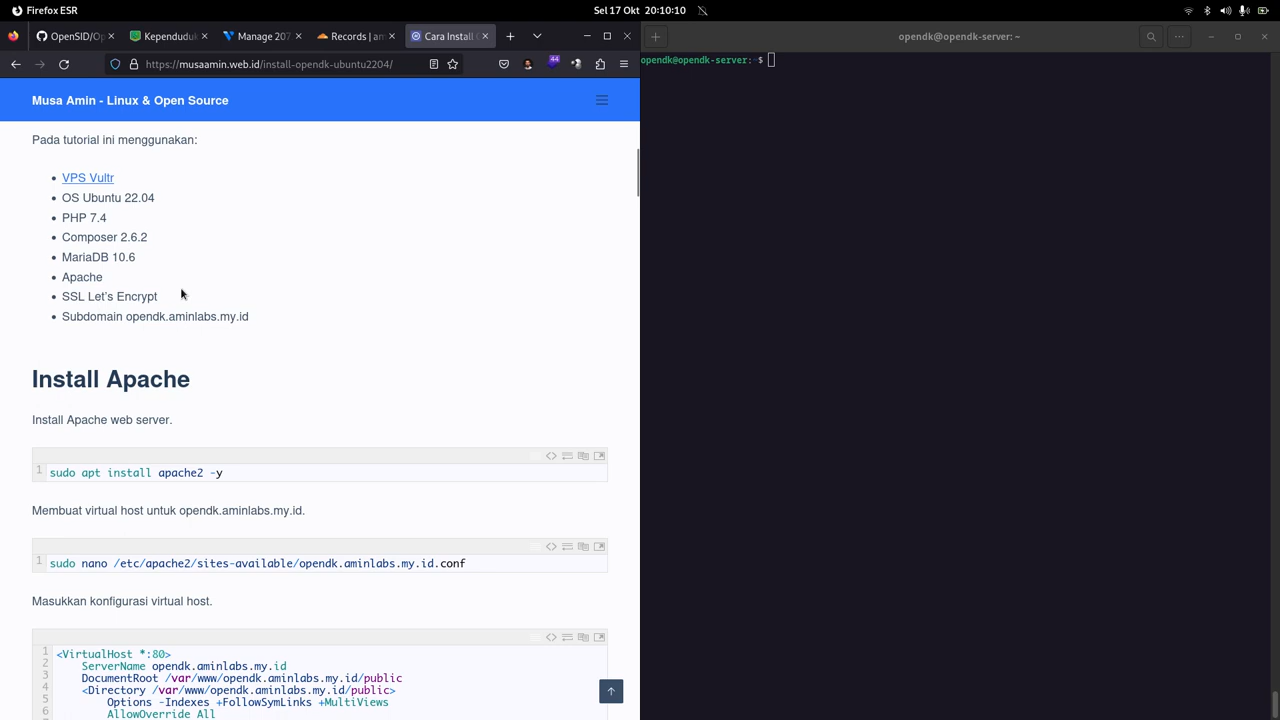 Firefox ESR
Sel 17 Okt 20:10:10
OpenSID/Op
Kependuduk
Manage 207
Records | am
Cara Install O
https://musaamin.web.id/install-opendk-ubuntu2204/
44
Musa Amin - Linux & Open Source
Pada tutorial ini menggunakan:
VPS Vultr
OS Ubuntu 22.04
PHP 7.4
Composer 2.6.2
MariaDB 10.6
Apache
SSL Let's Encrypt
Subdomain opendk.aminlabs.my.id
Install Apache
Install Apache web server.
1 sudo apt install apache2 -y
Membuat virtual host untuk opendk.aminlabs.my.id.
1 sudo nano /etc/apache2/sites-available/opendk.aminlabs.my.id.conf
Masukkan konfigurasi virtual host.
1 <VirtualHost *:80>
2 ServerName opendk.aminlabs.my.id
3 DocumentRoot /var/www/opendk.aminlabs.my.id/public
4 <Directory /var/www/opendk.aminlabs.my.id/public>
5 Options -Indexes +FollowSymLinks +MultiViews
6 AllowOverride All
opendk@opendk-server: ~
opendk@opendk-server:~$